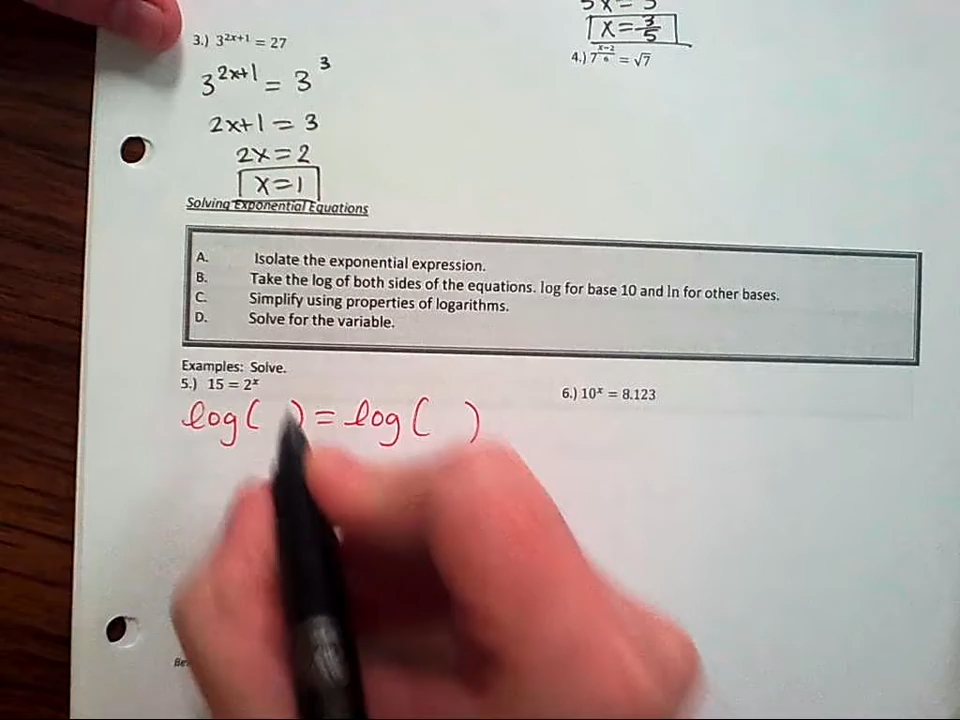 5x = 3
x = 3/5
3.) 3^{2x+1} = 27
4.) 7^{\frac{x-2}{6}} = √7
3^{2x+1} = 3^3
2x+1 = 3
2x = 2
x = 1
Solving Exponential Equations
A. Isolate the exponential expression.
B. Take the log of both sides of the equations. log for base 10 and ln for other bases.
C. Simplify using properties of logarithms.
D. Solve for the variable.
Examples: Solve.
5.) 15 = 2^x
6.) 10^x = 8.123
log( ) = log( )